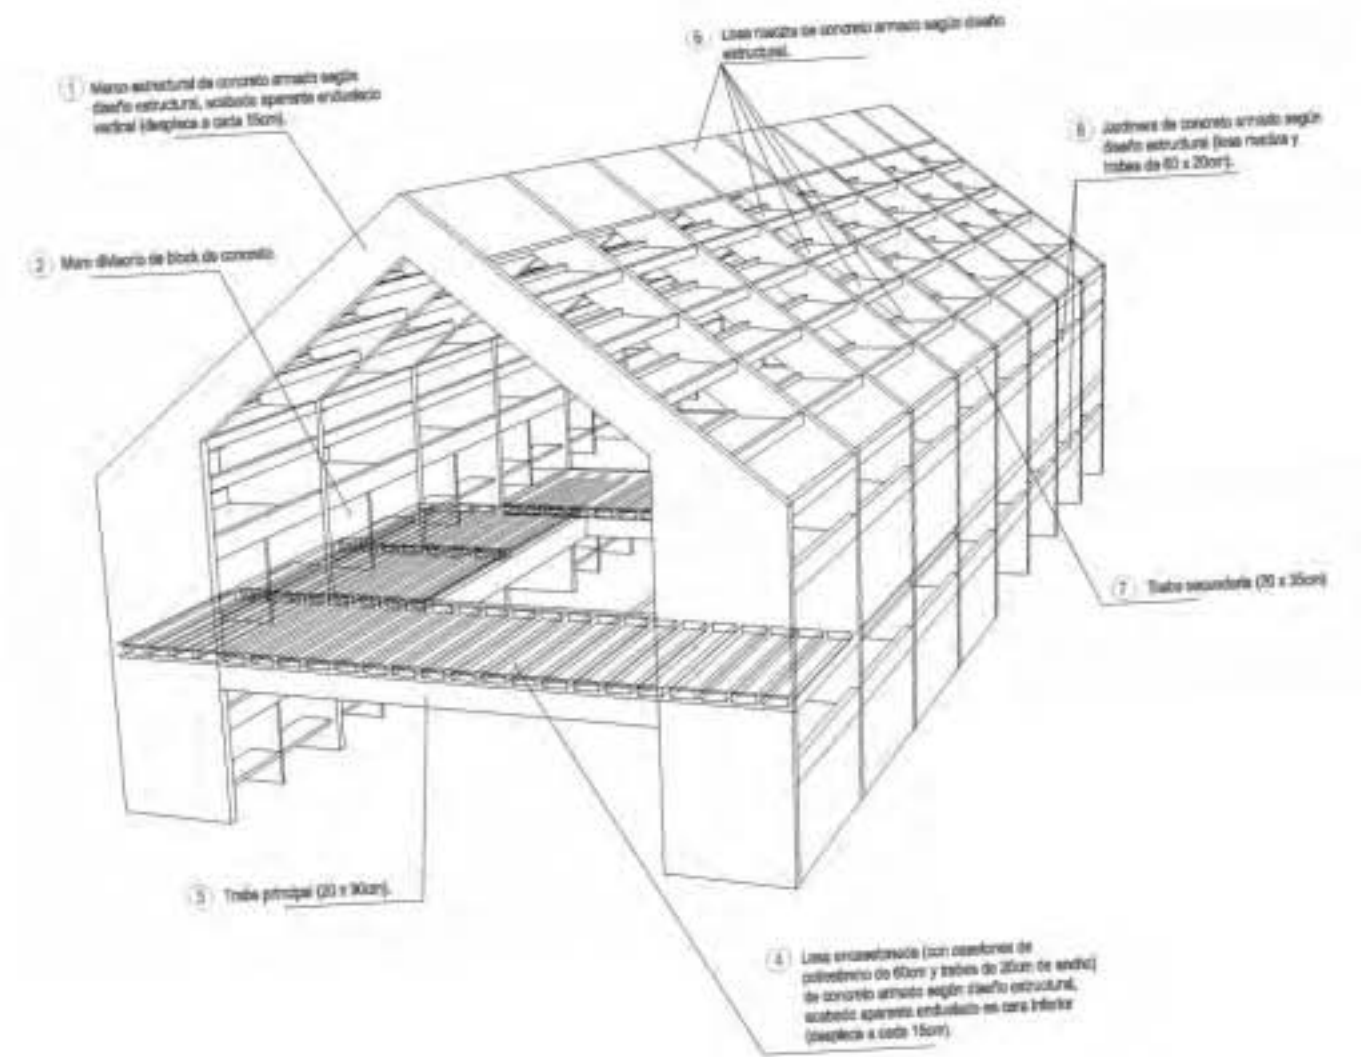 1 Marco estructural de concreto armado según
diseño estructural, acabado aparente enduelado
vertical (despiece a cada 15cm).
2 Muro divisorio de block de concreto.
3 Trabe principal (20 x 90cm).
4 Losa encasetonada (con casetones de
poliestireno de 60cm y trabes de 20cm de ancho)
de concreto armado según diseño estructural,
acabado aparente enduelado en cara inferior
(despiece a cada 15cm)
Losa maciza de concreto armado según diseño
estructural.
Jardinera de concreto armado según
diseño estructural (losa maciza y
trabes de 60 x 20cm).
7 Trabe secundaria (20 x 35cm)